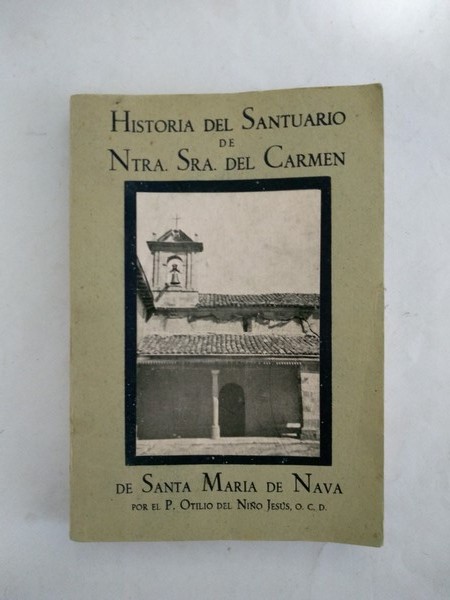 Historia del Santuario
de
Ntra. Sra. del Carmen
de Santa Maria de Nava
por el P. Otilio del Niño Jesús, o. c. d.